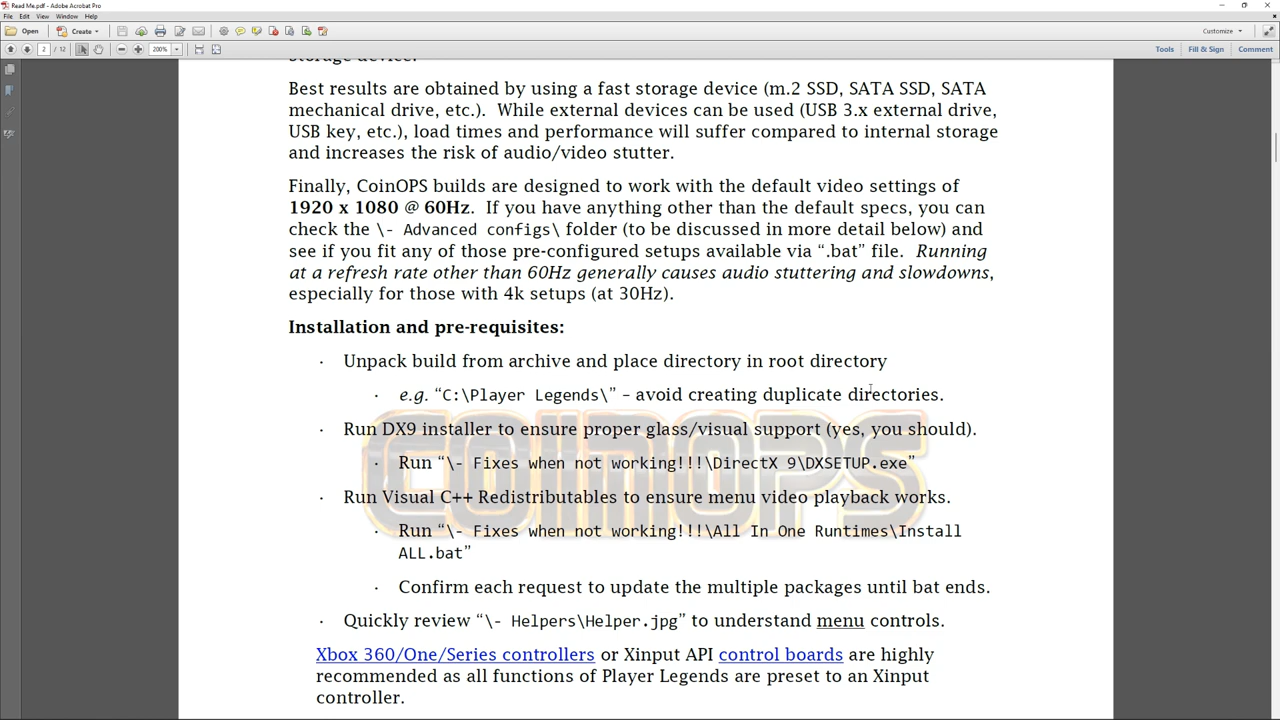 Read Me.pdf - Adobe Acrobat Pro
File Edit View Window Help
Open Create Customize
2 / 12 200% Tools Fill & Sign Comment
storage device.
Best results are obtained by using a fast storage device (m.2 SSD, SATA SSD, SATA
mechanical drive, etc.). While external devices can be used (USB 3.x external drive,
USB key, etc.), load times and performance will suffer compared to internal storage
and increases the risk of audio/video stutter.
Finally, CoinOPS builds are designed to work with the default video settings of
1920 x 1080 @ 60Hz. If you have anything other than the default specs, you can
check the \- Advanced configs\ folder (to be discussed in more detail below) and
see if you fit any of those pre-configured setups available via “.bat” file. Running
at a refresh rate other than 60Hz generally causes audio stuttering and slowdowns,
especially for those with 4k setups (at 30Hz).
Installation and pre-requisites:
· Unpack build from archive and place directory in root directory
· e.g. “C:\Player Legends\” – avoid creating duplicate directories.
· Run DX9 installer to ensure proper glass/visual support (yes, you should).
· Run “\- Fixes when not working!!!\DirectX 9\DXSETUP.exe”
· Run Visual C++ Redistributables to ensure menu video playback works.
· Run “\- Fixes when not working!!!\All In One Runtimes\Install
ALL.bat”
· Confirm each request to update the multiple packages until bat ends.
· Quickly review “\- Helpers\Helper.jpg” to understand menu controls.
Xbox 360/One/Series controllers or Xinput API control boards are highly
recommended as all functions of Player Legends are preset to an Xinput
controller.
COINOPS